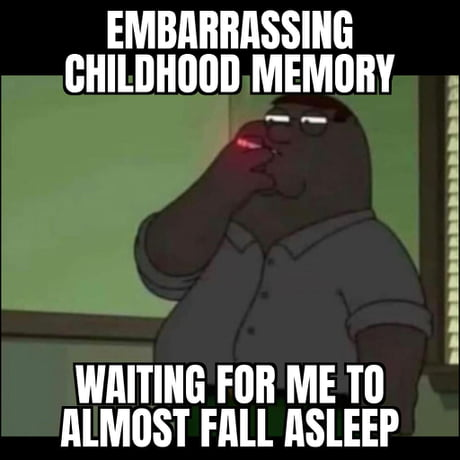 EMBARRASSING
CHILDHOOD MEMORY
WAITING FOR ME TO
ALMOST FALL ASLEEP